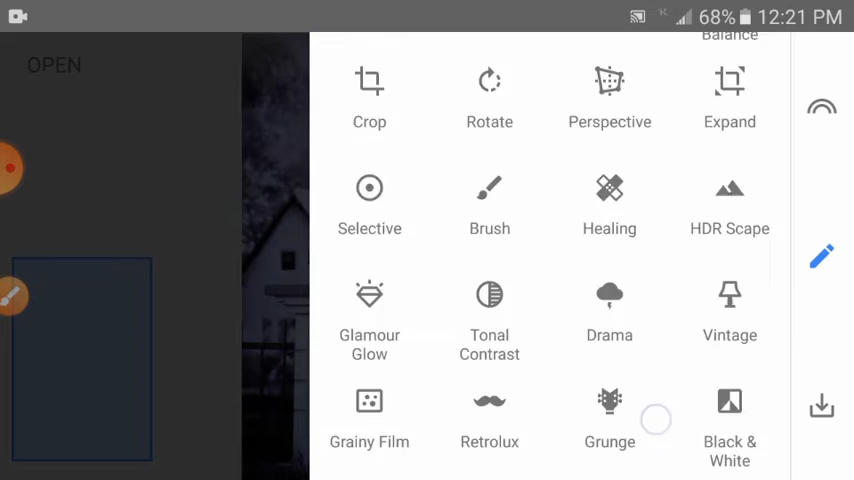 68% 12:21 PM
OPEN
Balance
Crop Rotate Perspective Expand
Selective Brush Healing HDR Scape
Glamour Glow Tonal Contrast Drama Vintage
Grainy Film Retrolux Grunge Black & White